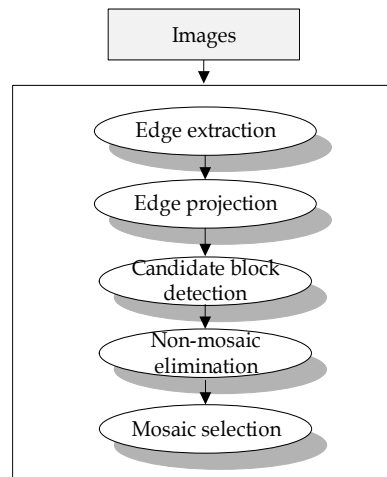 Images
Edge extraction
Edge projection
Candidate block
detection
Non-mosaic
elimination
Mosaic selection